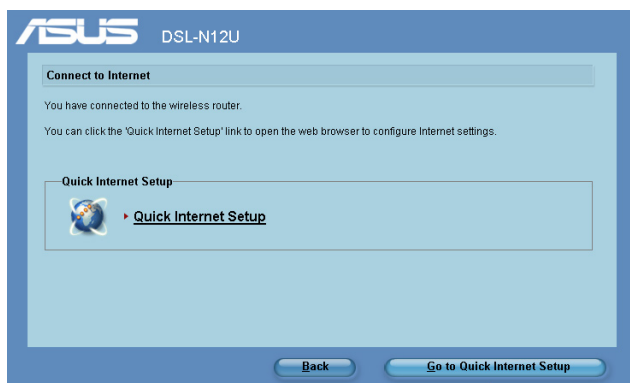 ASUS DSL-N12U
Connect to Internet
You have connected to the wireless router.
You can click the 'Quick Internet Setup' link to open the web browser to configure Internet settings.
Quick Internet Setup
Quick Internet Setup
Back Go to Quick Internet Setup